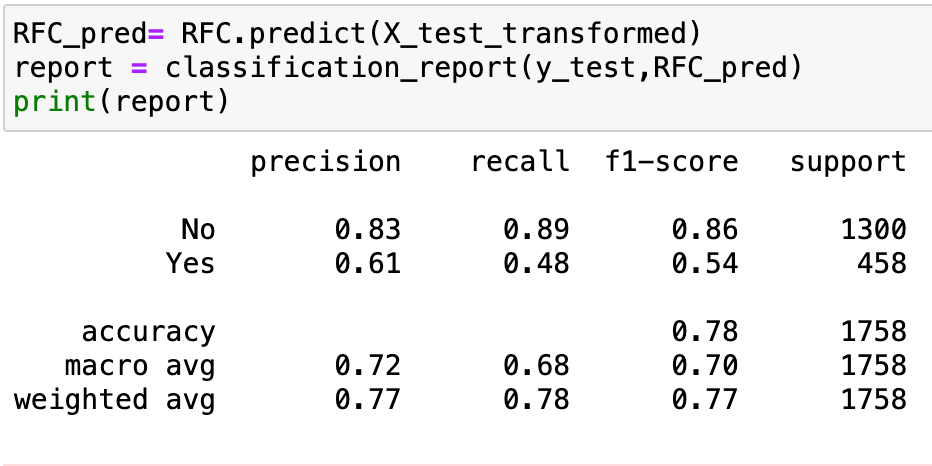 RFC_pred= RFC.predict(X_test_transformed)
report = classification_report(y_test,RFC_pred)
print(report)
precision recall f1-score support
No 0.83 0.89 0.86 1300
Yes 0.61 0.48 0.54 458
accuracy 0.78 1758
macro avg 0.72 0.68 0.70 1758
weighted avg 0.77 0.78 0.77 1758